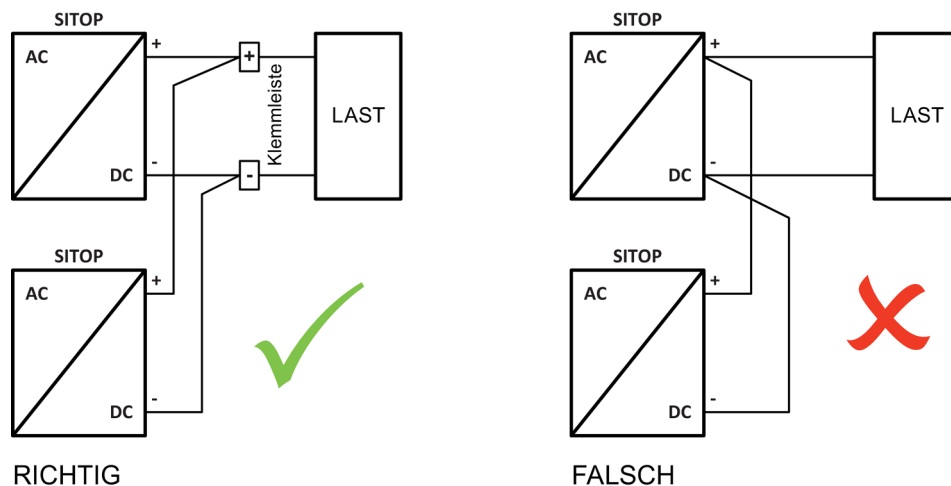 SITOP
AC
+
-
DC
+
Klemmleiste
-
LAST
SITOP
AC
+
-
DC
RICHTIG
SITOP
AC
+
-
DC
LAST
SITOP
AC
+
-
DC
FALSCH